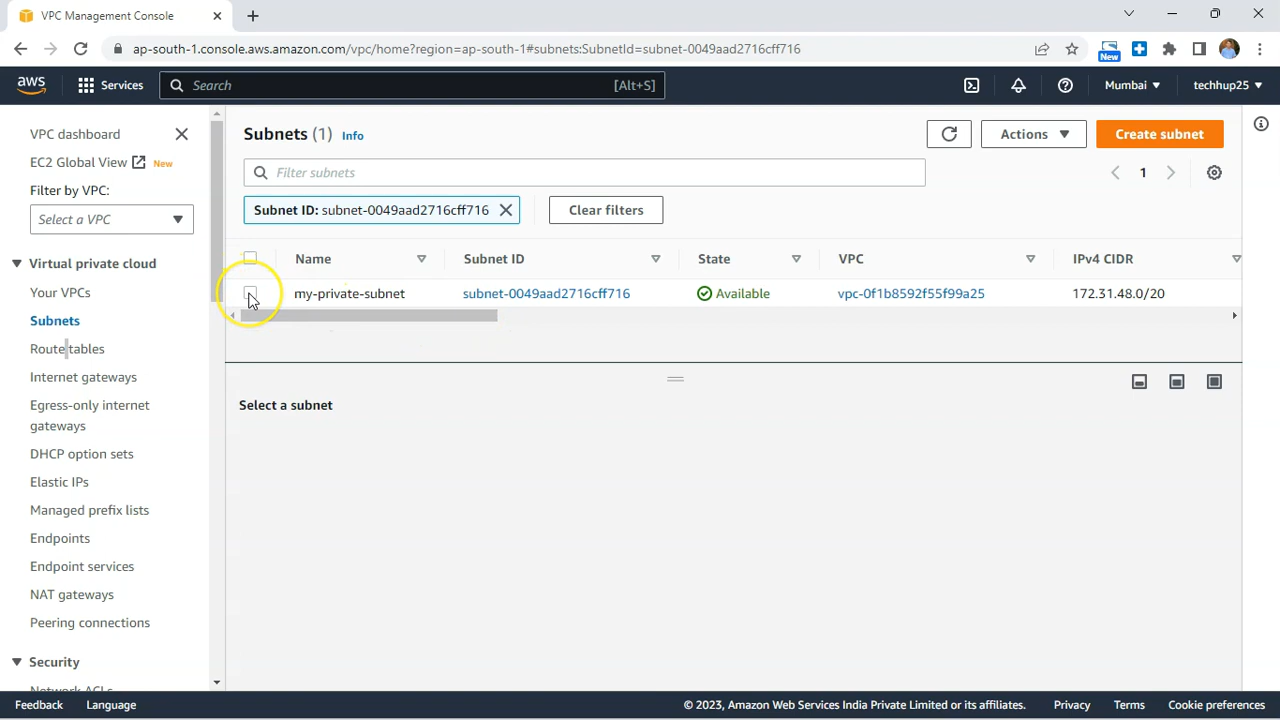 VPC Management Console
ap-south-1.console.aws.amazon.com/vpc/home?region=ap-south-1#subnets:SubnetId=subnet-0049aad2716cff716
New
aws
Services
Search
[Alt+S]
Mumbai
techhup25
VPC dashboard
EC2 Global View New
Filter by VPC:
Select a VPC
Virtual private cloud
Your VPCs
Subnets
Route tables
Internet gateways
Egress-only internet
gateways
DHCP option sets
Elastic IPs
Managed prefix lists
Endpoints
Endpoint services
NAT gateways
Peering connections
Security
Network ACLs
Subnets (1) Info
Actions
Create subnet
Filter subnets
1
Subnet ID: subnet-0049aad2716cff716
Clear filters
Name Subnet ID State VPC IPv4 CIDR
my-private-subnet subnet-0049aad2716cff716 Available vpc-0f1b8592f55f99a25 172.31.48.0/20
Select a subnet
Feedback Language © 2023, Amazon Web Services India Private Limited or its affiliates. Privacy Terms Cookie preferences